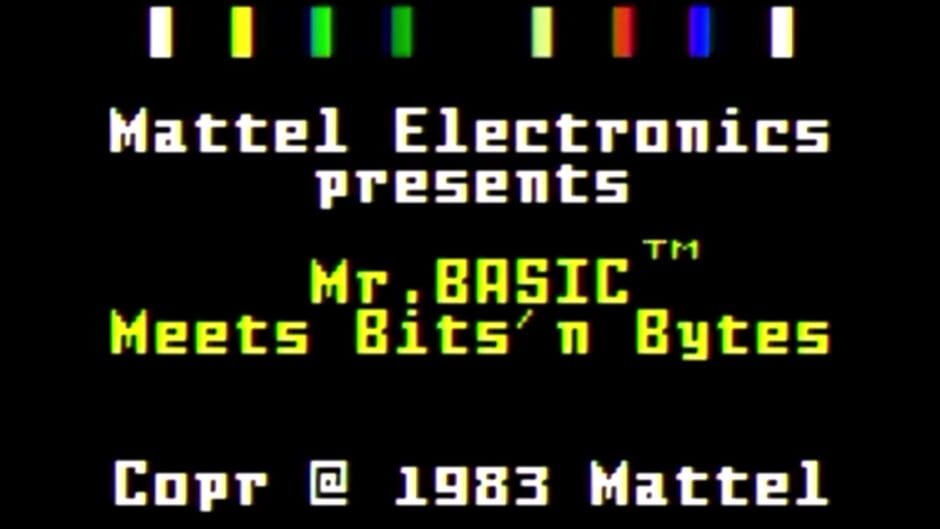 Mattel Electronics
presents
Mr.BASIC™
Meets Bits'n Bytes
Copr @ 1983 Mattel